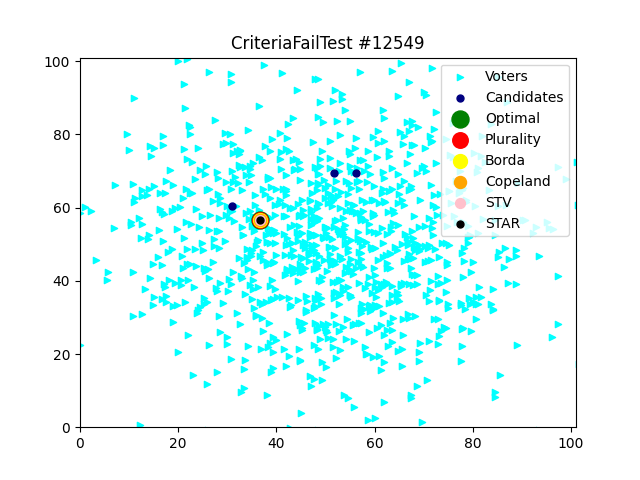 CriteriaFailTest #12549
100
80
60
40
20
0
0 20 40 60 80 100
Voters
Candidates
Optimal
Plurality
Borda
Copeland
STV
STAR